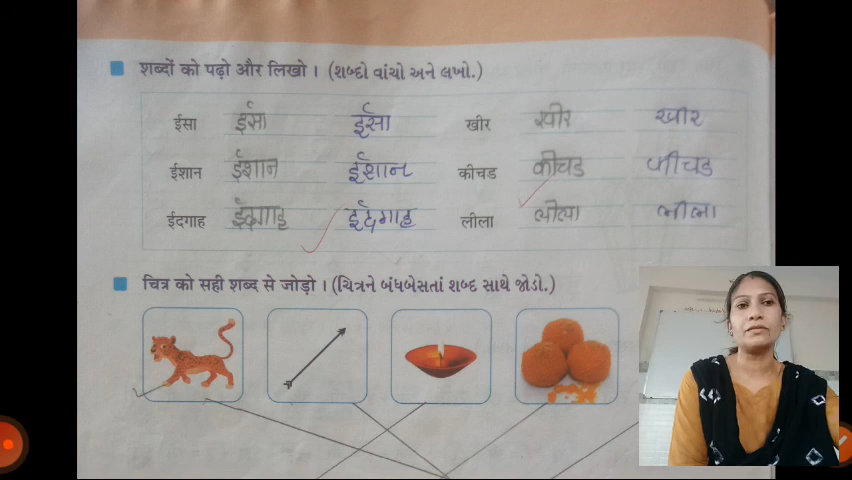 शब्दों को पढ़ो और लिखो । (શબ્દો વાંચો અને લખો.)
ईसा ईसा ईसा खीर खीर खीर
ईशान ईशान ईशान कीचड कीचड कीचड
ईदगाह ईदगाह ईदगाह लीला लीला लीला
चित्र को सही शब्द से जोड़ो । (ચિત્રને બંધબેસતાં શબ્દ સાથે જોડો.)